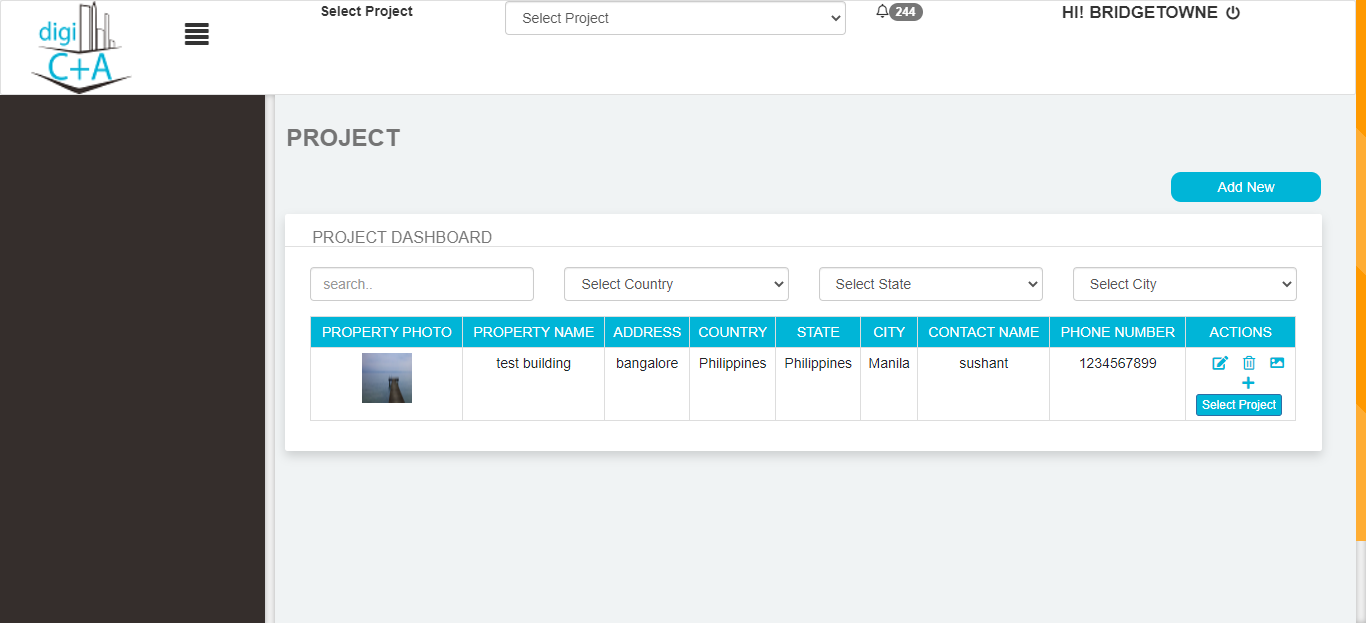 digi
C+A
Select Project
Select Project
244
HI! BRIDGETOWNE
PROJECT
Add New
PROJECT DASHBOARD
search..
Select Country
Select State
Select City
PROPERTY PHOTO PROPERTY NAME ADDRESS COUNTRY STATE CITY CONTACT NAME PHONE NUMBER ACTIONS
test building bangalore Philippines Philippines Manila sushant 1234567899
Select Project